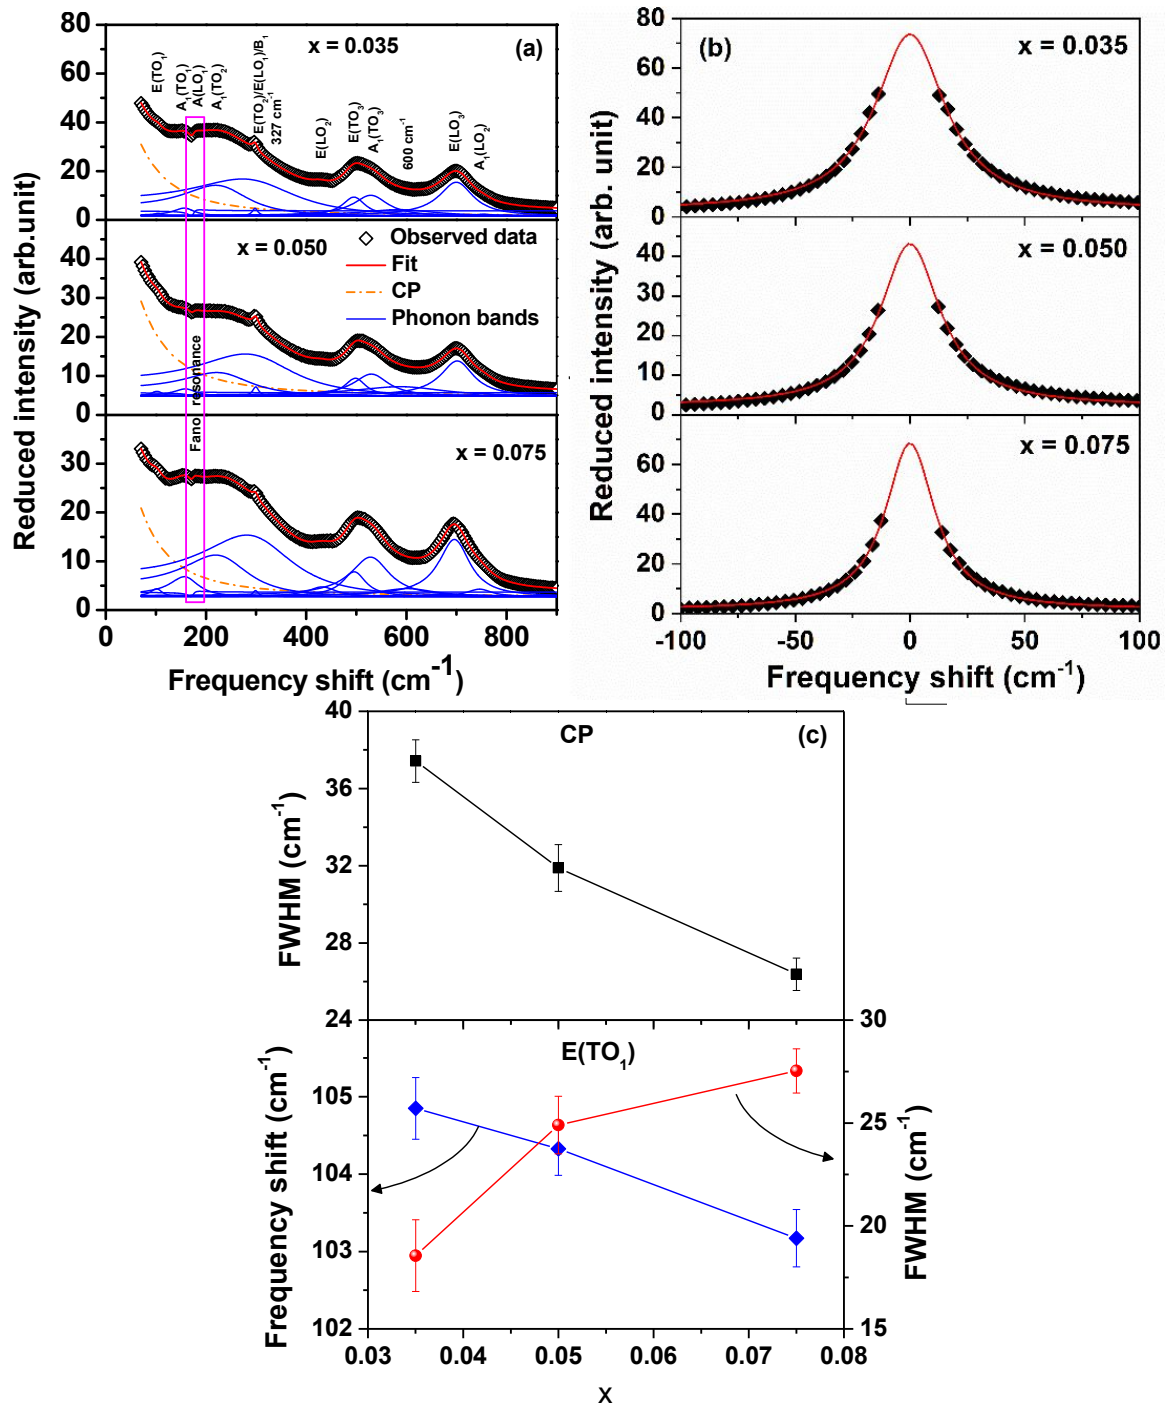 80
(a)
x = 0.035
60
40
20
0
E(TO1)
A1(TO1)
A(LO1)
A1(TO2)
E(TO2)/E(LO1)/B1
327 cm-1
E(LO2)
E(TO3)
A1(TO3)
600 cm-1
E(LO3)
A1(LO2)
x = 0.050
Observed data
Fit
CP
Phonon bands
40
30
20
10
0
Fano resonance
x = 0.075
30
20
10
0
0 200 400 600 800
Reduced intensity (arb.unit)
Frequency shift (cm-1)
80
(b)
x = 0.035
60
40
20
0
x = 0.050
40
30
20
10
0
x = 0.075
60
40
20
0
-100 -50 0 50 100
Reduced intensity (arb. unit)
Frequency shift (cm-1)
40
CP (c)
36
32
28
24
FWHM (cm-1)
E(TO1)
105
104
103
102
Frequency shift (cm-1)
30
25
20
15
FWHM (cm-1)
0.03 0.04 0.05 0.06 0.07 0.08
x